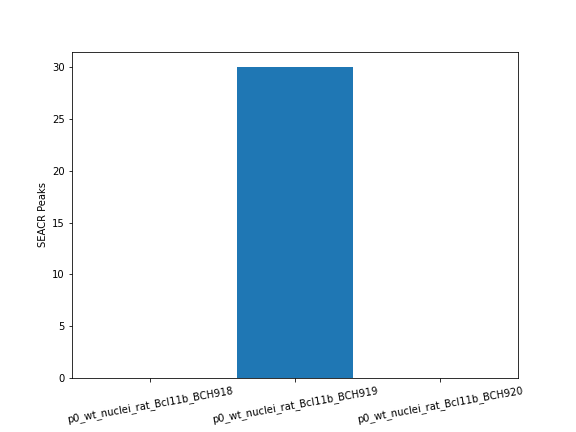 30
25
20
15
10
5
0
SEACR Peaks
p0_wt_nuclei_rat_Bcl11b_BCH918
p0_wt_nuclei_rat_Bcl11b_BCH919
p0_wt_nuclei_rat_Bcl11b_BCH920